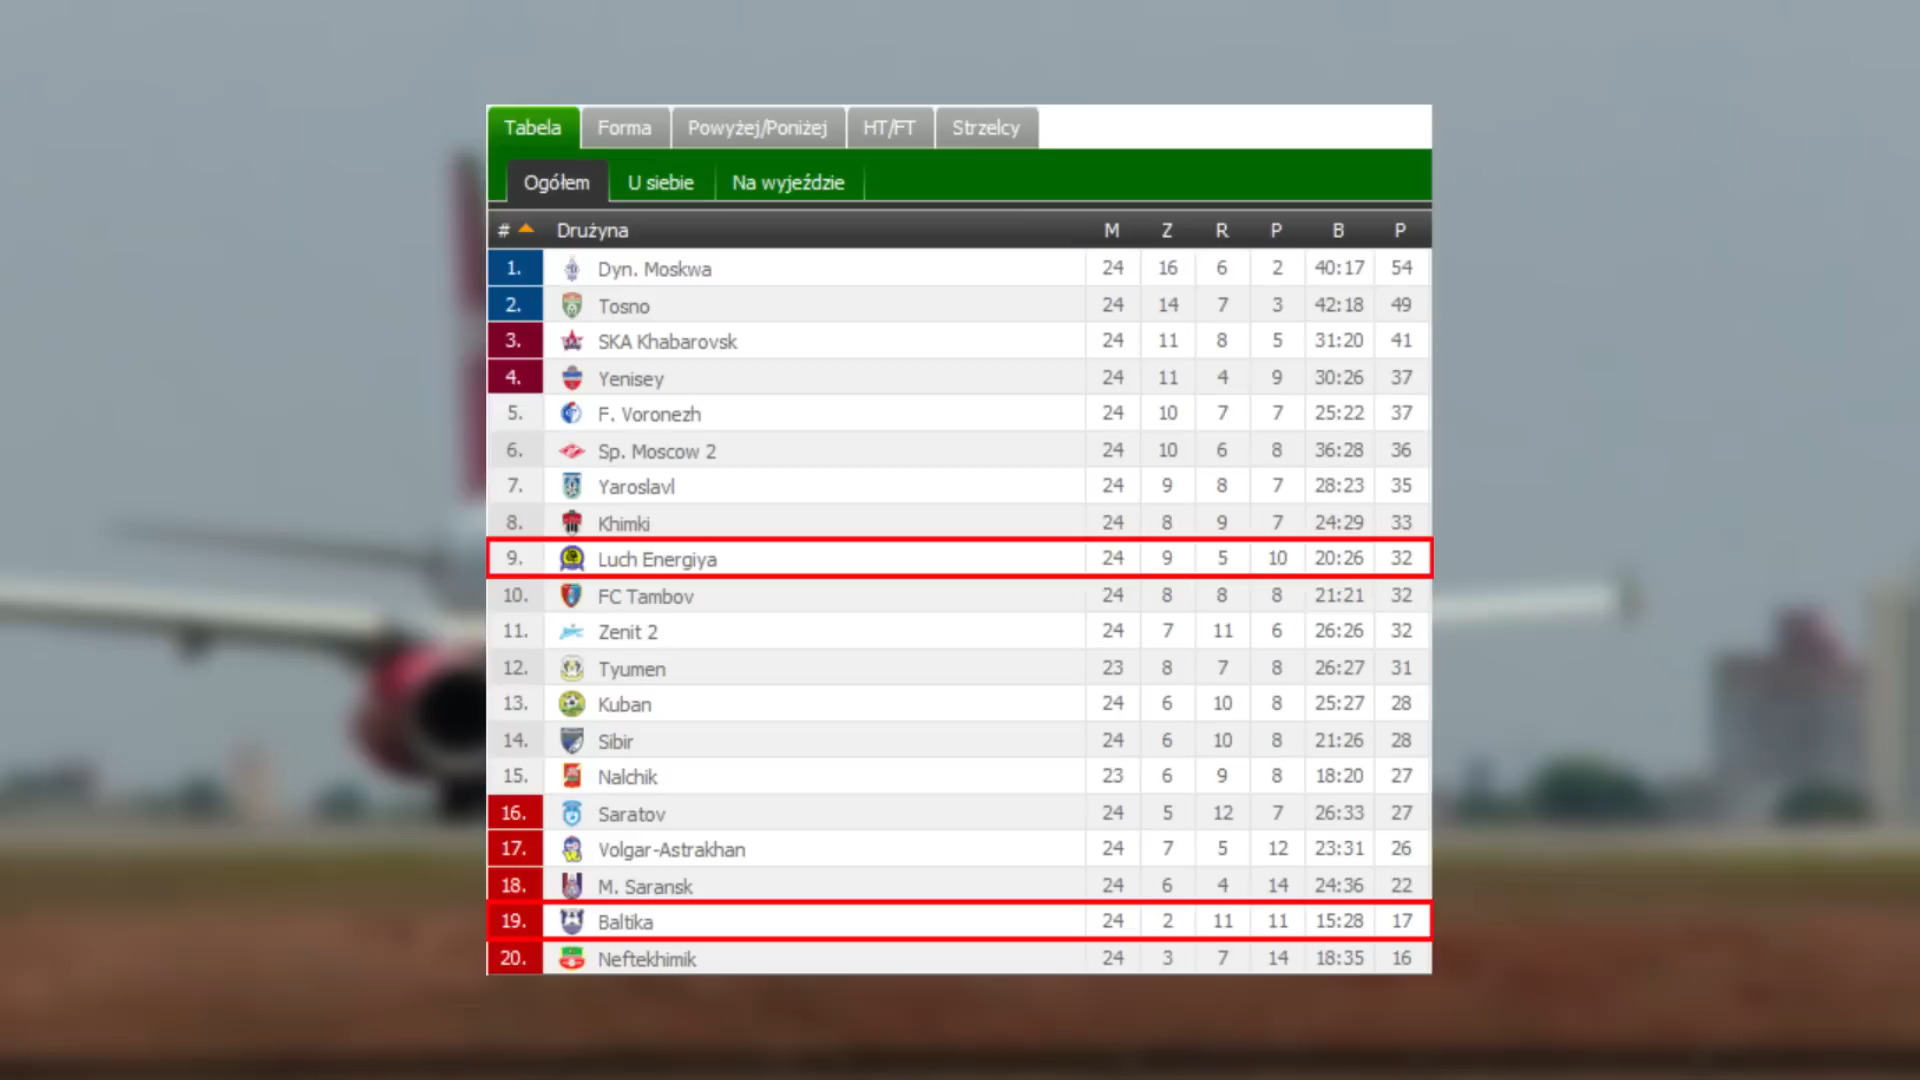 Tabela Forma Powyżej/Poniżej HT/FT Strzelcy
Ogółem U siebie Na wyjeździe
# Drużyna M Z R P B P
1. Dyn. Moskwa 24 16 6 2 40:17 54
2. Tosno 24 14 7 3 42:18 49
3. SKA Khabarovsk 24 11 8 5 31:20 41
4. Yenisey 24 11 4 9 30:26 37
5. F. Voronezh 24 10 7 7 25:22 37
6. Sp. Moscow 2 24 10 6 8 36:28 36
7. Yaroslavl 24 9 8 7 28:23 35
8. Khimki 24 8 9 7 24:29 33
9. Luch Energiya 24 9 5 10 20:26 32
10. FC Tambov 24 8 8 8 21:21 32
11. Zenit 2 24 7 11 6 26:26 32
12. Tyumen 23 8 7 8 26:27 31
13. Kuban 24 6 10 8 25:27 28
14. Sibir 24 6 10 8 21:26 28
15. Nalchik 23 6 9 8 18:20 27
16. Saratov 24 5 12 7 26:33 27
17. Volgar-Astrakhan 24 7 5 12 23:31 26
18. M. Saransk 24 6 4 14 24:36 22
19. Baltika 24 2 11 11 15:28 17
20. Neftekhimik 24 3 7 14 18:35 16